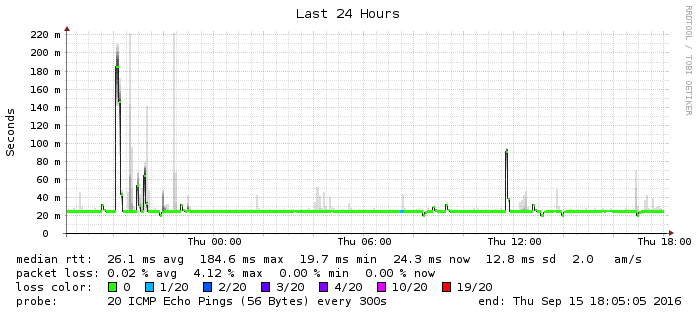 Last 24 Hours
RRDTOOL / TOBI OETIKER
Seconds
220 m
200 m
180 m
160 m
140 m
120 m
100 m
80 m
60 m
40 m
20 m
0
Thu 00:00 Thu 06:00 Thu 12:00 Thu 18:00
median rtt: 26.1 ms avg 184.6 ms max 19.7 ms min 24.3 ms now 12.8 ms sd 2.0 am/s
packet loss: 0.02 % avg 4.12 % max 0.00 % min 0.00 % now
loss color: 0 1/20 2/20 3/20 4/20 10/20 19/20
probe: 20 ICMP Echo Pings (56 Bytes) every 300s end: Thu Sep 15 18:05:05 2016